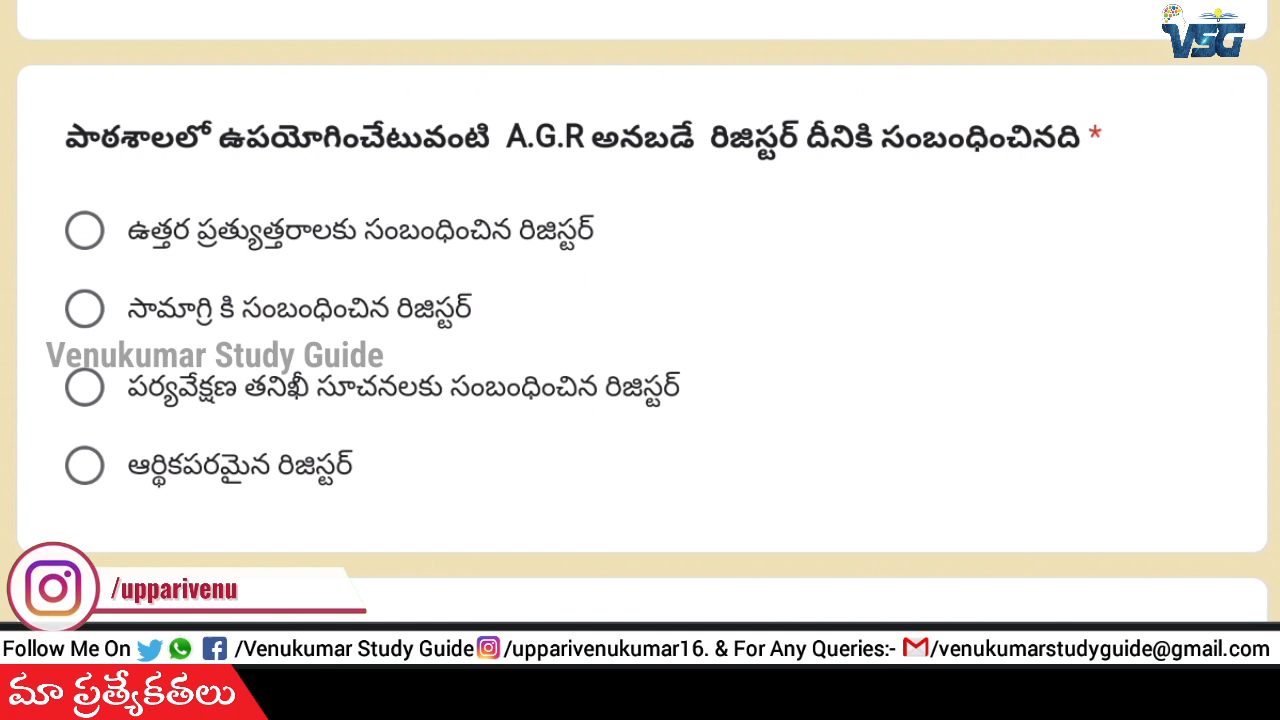 VSG
పాఠశాలలో ఉపయోగించేటువంటి A.G.R అనబడే రిజిస్టర్ దీనికి సంబంధించినది *
ఉత్తర ప్రత్యుత్తరాలకు సంబంధించిన రిజిస్టర్
సామాగ్రి కి సంబంధించిన రిజిస్టర్
Venukumar Study Guide
పర్యవేక్షణ తనిఖీ సూచనలకు సంబంధించిన రిజిస్టర్
ఆర్థికపరమైన రిజిస్టర్
/upparivenu
Follow Me On /Venukumar Study Guide /upparivenukumar16. & For Any Queries:- /venukumarstudyguide@gmail.com
మా ప్రత్యేకతలు